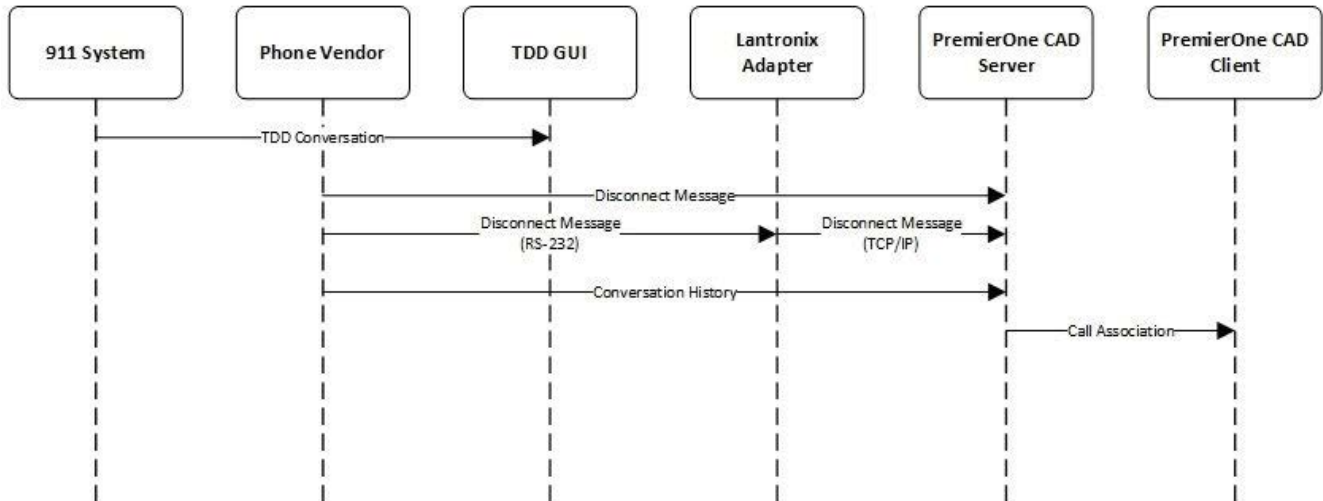 911 System
Phone Vendor
TDD GUI
Lantronix
Adapter
PremierOne CAD
Server
PremierOne CAD
Client
TDD Conversation
Disconnect Message
Disconnect Message
(RS-232)
Disconnect Message
(TCP/IP)
Conversation History
Call Association